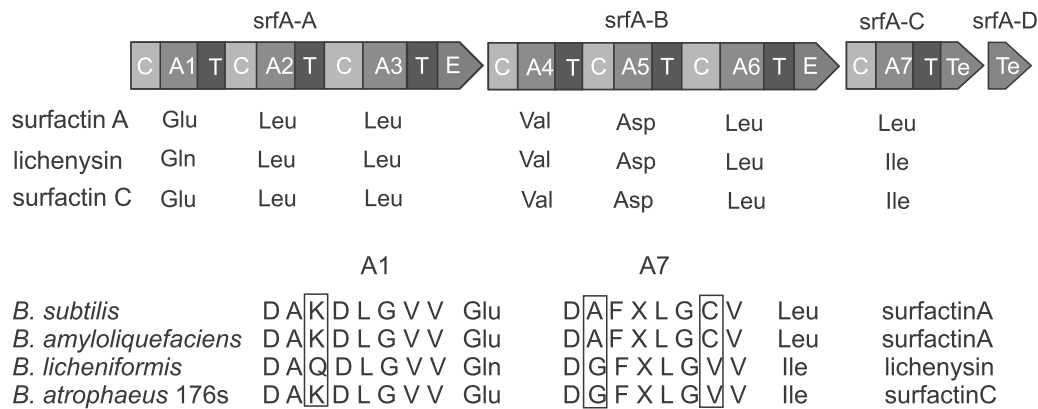 srfA-A srfA-B srfA-C srfA-D
C A1 T C A2 T C A3 T E C A4 T C A5 T C A6 T E C A7 T Te Te
surfactin A Glu Leu Leu Val Asp Leu Leu
lichenysin Gln Leu Leu Val Asp Leu Ile
surfactin C Glu Leu Leu Val Asp Leu Ile
A1 A7
B. subtilis D A K D L G V V Glu D A F X L G C V Leu surfactinA
B. amyloliquefaciens D A K D L G V V Glu D A F X L G C V Leu surfactinA
B. licheniformis D A Q D L G V V Gln D G F X L G V V Ile lichenysin
B. atrophaeus 176s D A K D L G V V Glu D G F X L G V V Ile surfactinC